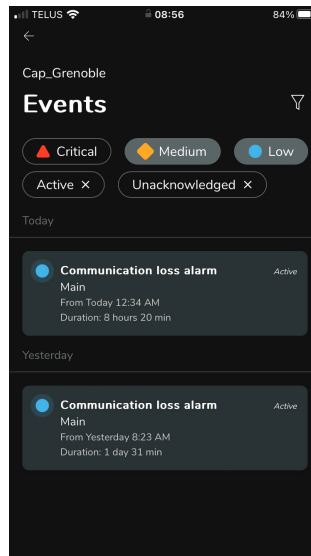 TELUS 08:56 84%
Cap_Grenoble
Events
Critical Medium Low
Active × Unacknowledged ×
Today
Communication loss alarm Active
Main
From Today 12:34 AM
Duration: 8 hours 20 min
Yesterday
Communication loss alarm Active
Main
From Yesterday 8:23 AM
Duration: 1 day 31 min